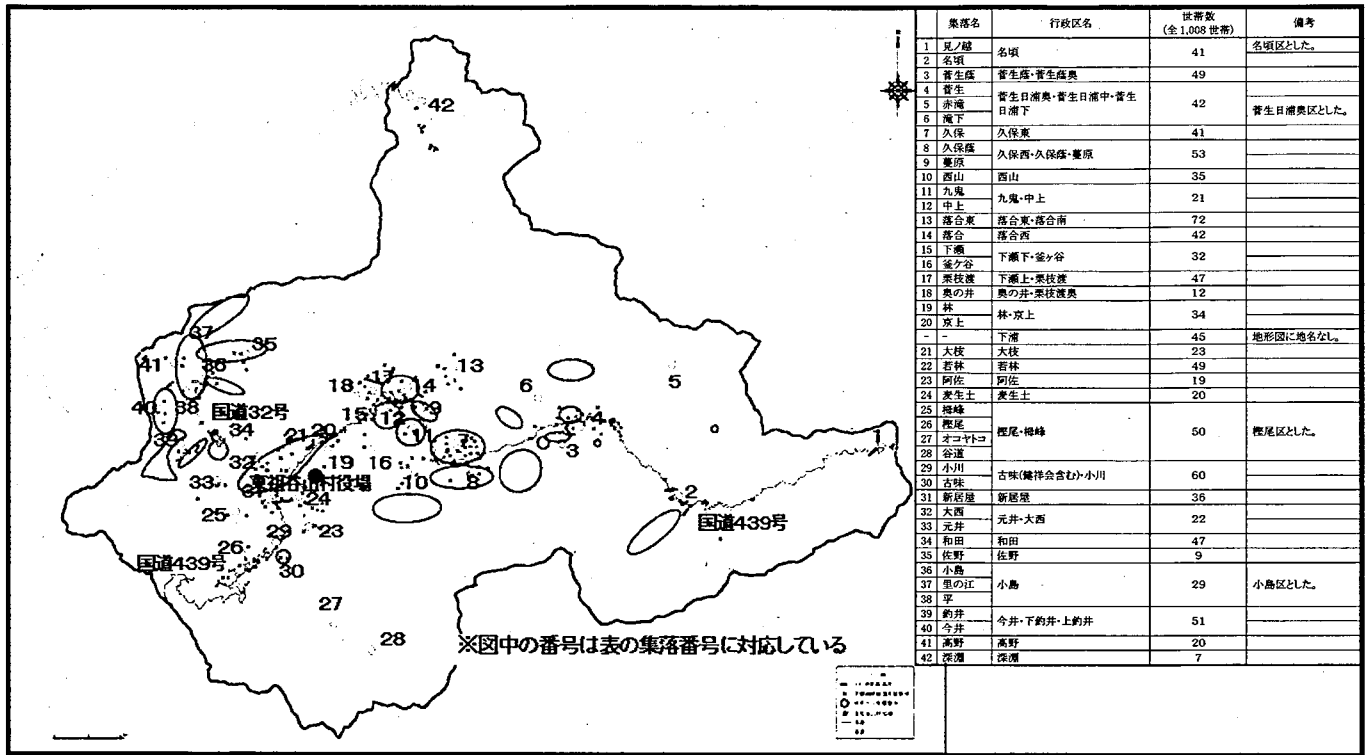 42
37
35
41
36
40
38
国道32号
39
34
21
20
32
33
19
16
東祖谷山村役場
31
24
25
29
23
26
国道439号
30
27
28
18
17
14
13
15
12
9
11
7
10
8
6
5
4
3
2
1
国道439号
※図中の番号は表の集落番号に対応している
集落名 行政区名 世帯数(全1,008世帯) 備考
1 見ノ越 名頃 41 名頃区とした。
2 名頃
3 菅生蔭 菅生蔭・菅生蔭奥 49
4 菅生 菅生日浦奥・菅生日浦中・菅生日浦下 42
5 赤滝 菅生日浦奥区とした。
6 滝下
7 久保 久保東 41
8 久保蔭 久保西・久保蔭・蔓原 53
9 蔓原
10 西山 西山 35
11 九鬼 九鬼・中上 21
12 中上
13 落合東 落合東・落合南 72
14 落合 落合西 42
15 下瀬 下瀬下・釜ヶ谷 32
16 釜ケ谷
17 栗枝渡 下瀬上・栗枝渡 47
18 奥の井 奥の井・栗枝渡奥 12
19 林 林・京上 34
20 京上
- - 下浦 45 地形図に地名なし。
21 大枝 大枝 23
22 若林 若林 49
23 阿佐 阿佐 19
24 麦生土 麦生土 20
25 栂峰 樫尾・栂峰 50 樫尾区とした。
26 樫尾
27 オコヤトコ
28 谷道
29 小川 古味(健祥会含む)・小川 60
30 古味
31 新居屋 新居屋 36
32 大西 元井・大西 22
33 元井
34 和田 和田 47
35 佐野 佐野 9
36 小島 小島 29 小島区とした。
37 里の江
38 平
39 釣井 今井・下釣井・上釣井 51
40 今井
41 高野 高野 20
42 深淵 深淵 7